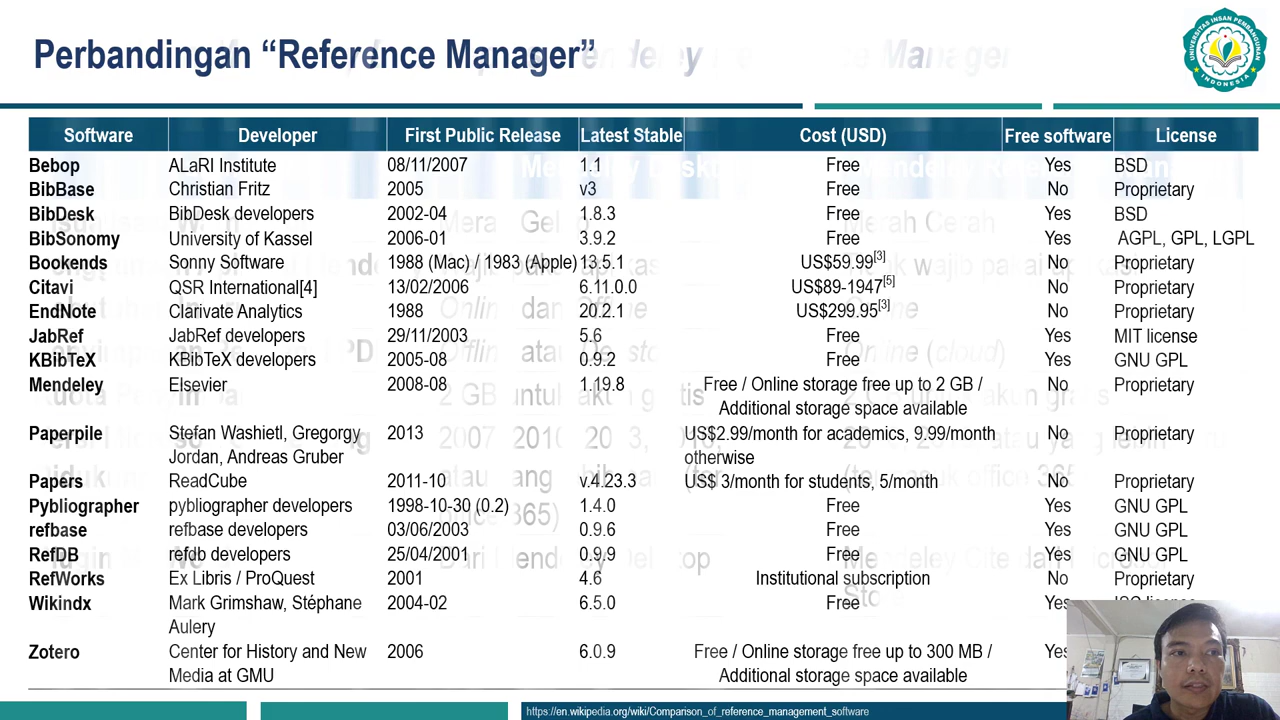 Perbandingan “Reference Manager”
UNIVERSITAS INSAN PEMBANGUNAN
INDONESIA
Software Developer First Public Release Latest Stable Cost (USD) Free software License
Bebop ALaRI Institute 08/11/2007 1.1 Free Yes BSD
BibBase Christian Fritz 2005 v3 Free No Proprietary
BibDesk BibDesk developers 2002-04 1.8.3 Free Yes BSD
BibSonomy University of Kassel 2006-01 3.9.2 Free Yes AGPL, GPL, LGPL
Bookends Sonny Software 1988 (Mac) / 1983 (Apple) 13.5.1 US$59.99[3] No Proprietary
Citavi QSR International[4] 13/02/2006 6.11.0.0 US$89-1947[5] No Proprietary
EndNote Clarivate Analytics 1988 20.2.1 US$299.95[3] No Proprietary
JabRef JabRef developers 29/11/2003 5.6 Free Yes MIT license
KBibTeX KBibTeX developers 2005-08 0.9.2 Free Yes GNU GPL
Mendeley Elsevier 2008-08 1.19.8 Free / Online storage free up to 2 GB / No Proprietary
Additional storage space available
Paperpile Stefan Washietl, Gregorgy 2013 US$2.99/month for academics, 9.99/month No Proprietary
Jordan, Andreas Gruber otherwise
Papers ReadCube 2011-10 v.4.23.3 US$ 3/month for students, 5/month No Proprietary
Pybliographer pybliographer developers 1998-10-30 (0.2) 1.4.0 Free Yes GNU GPL
refbase refbase developers 03/06/2003 0.9.6 Free Yes GNU GPL
RefDB refdb developers 25/04/2001 0.9.9 Free Yes GNU GPL
RefWorks Ex Libris / ProQuest 2001 4.6 Institutional subscription No Proprietary
Wikindx Mark Grimshaw, Stéphane 2004-02 6.5.0 Free Yes
Aulery
Zotero Center for History and New 2006 6.0.9 Free / Online storage free up to 300 MB / Yes
Media at GMU Additional storage space available
https://en.wikipedia.org/wiki/Comparison_of_reference_management_software